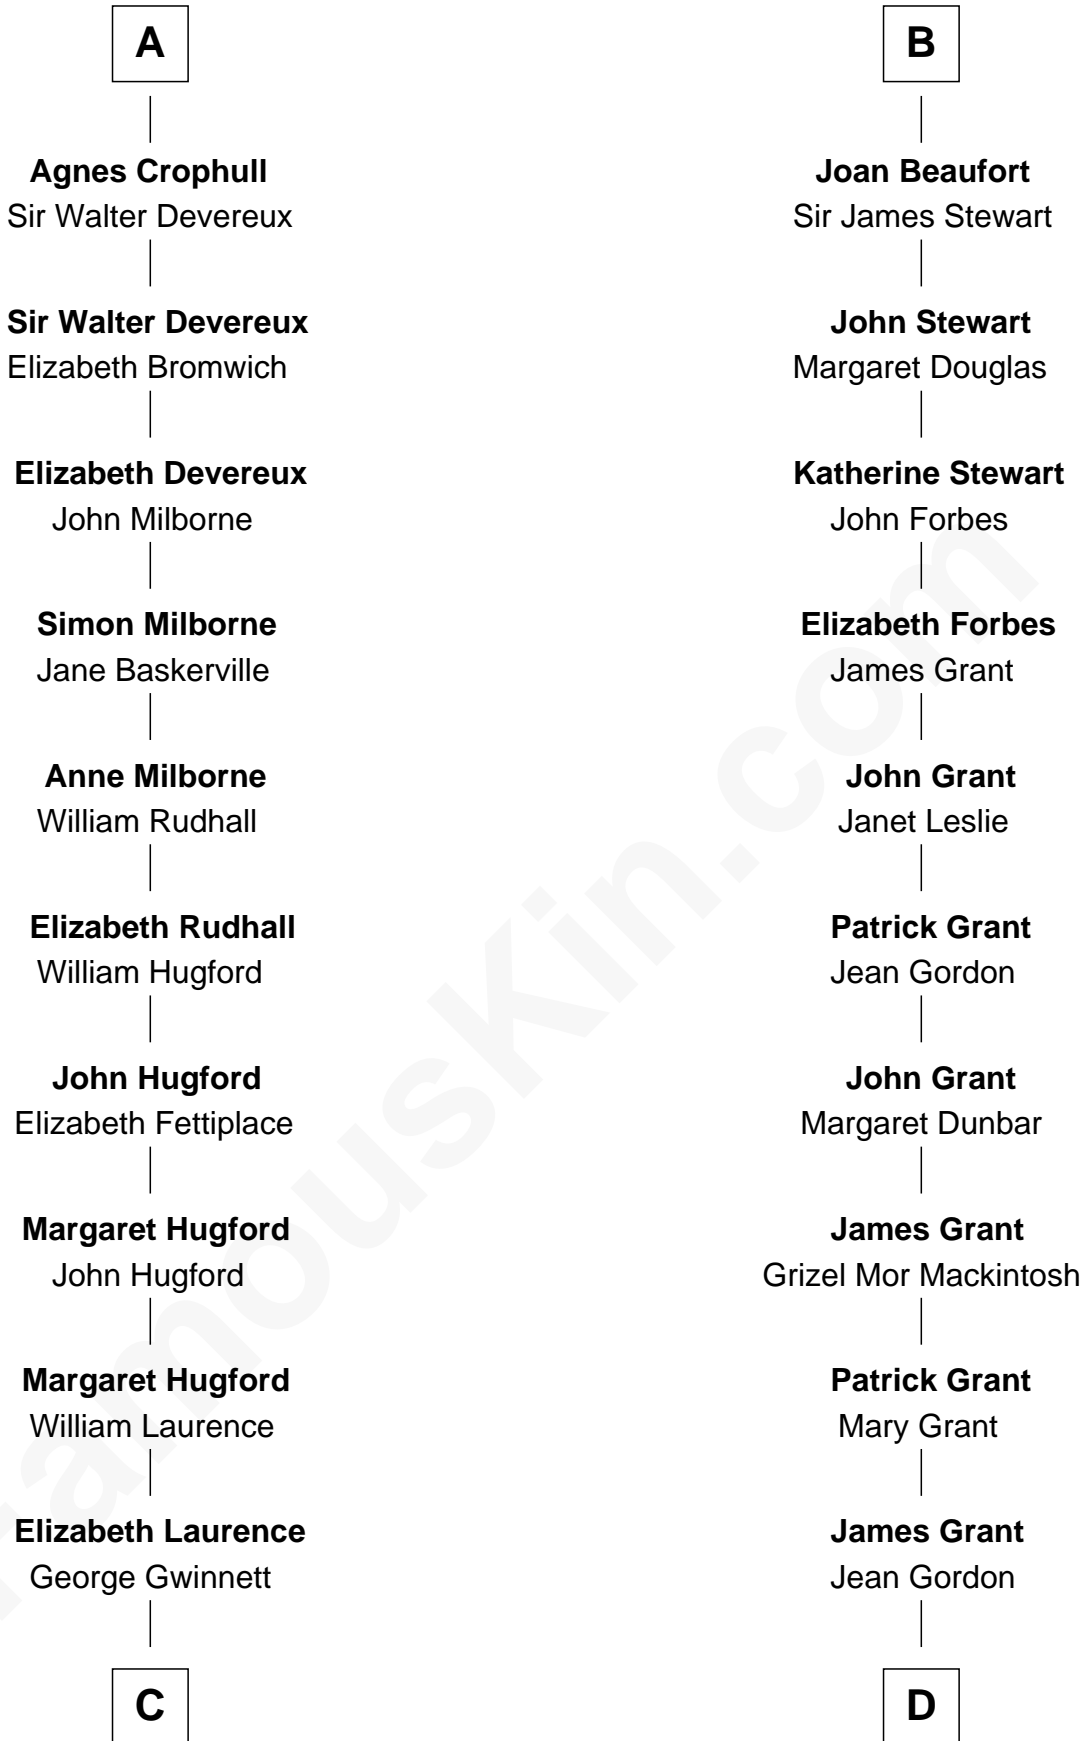 A
Agnes Crophull
Sir Walter Devereux
Sir Walter Devereux
Elizabeth Bromwich
Elizabeth Devereux
John Milborne
Simon Milborne
Jane Baskerville
Anne Milborne
William Rudhall
Elizabeth Rudhall
William Hugford
John Hugford
Elizabeth Fettiplace
Margaret Hugford
John Hugford
Margaret Hugford
William Laurence
Elizabeth Laurence
George Gwinnett
C
B
Joan Beaufort
Sir James Stewart
John Stewart
Margaret Douglas
Katherine Stewart
John Forbes
Elizabeth Forbes
James Grant
John Grant
Janet Leslie
Patrick Grant
Jean Gordon
John Grant
Margaret Dunbar
James Grant
Grizel Mor Mackintosh
Patrick Grant
Mary Grant
James Grant
Jean Gordon
D
FamousKin.com